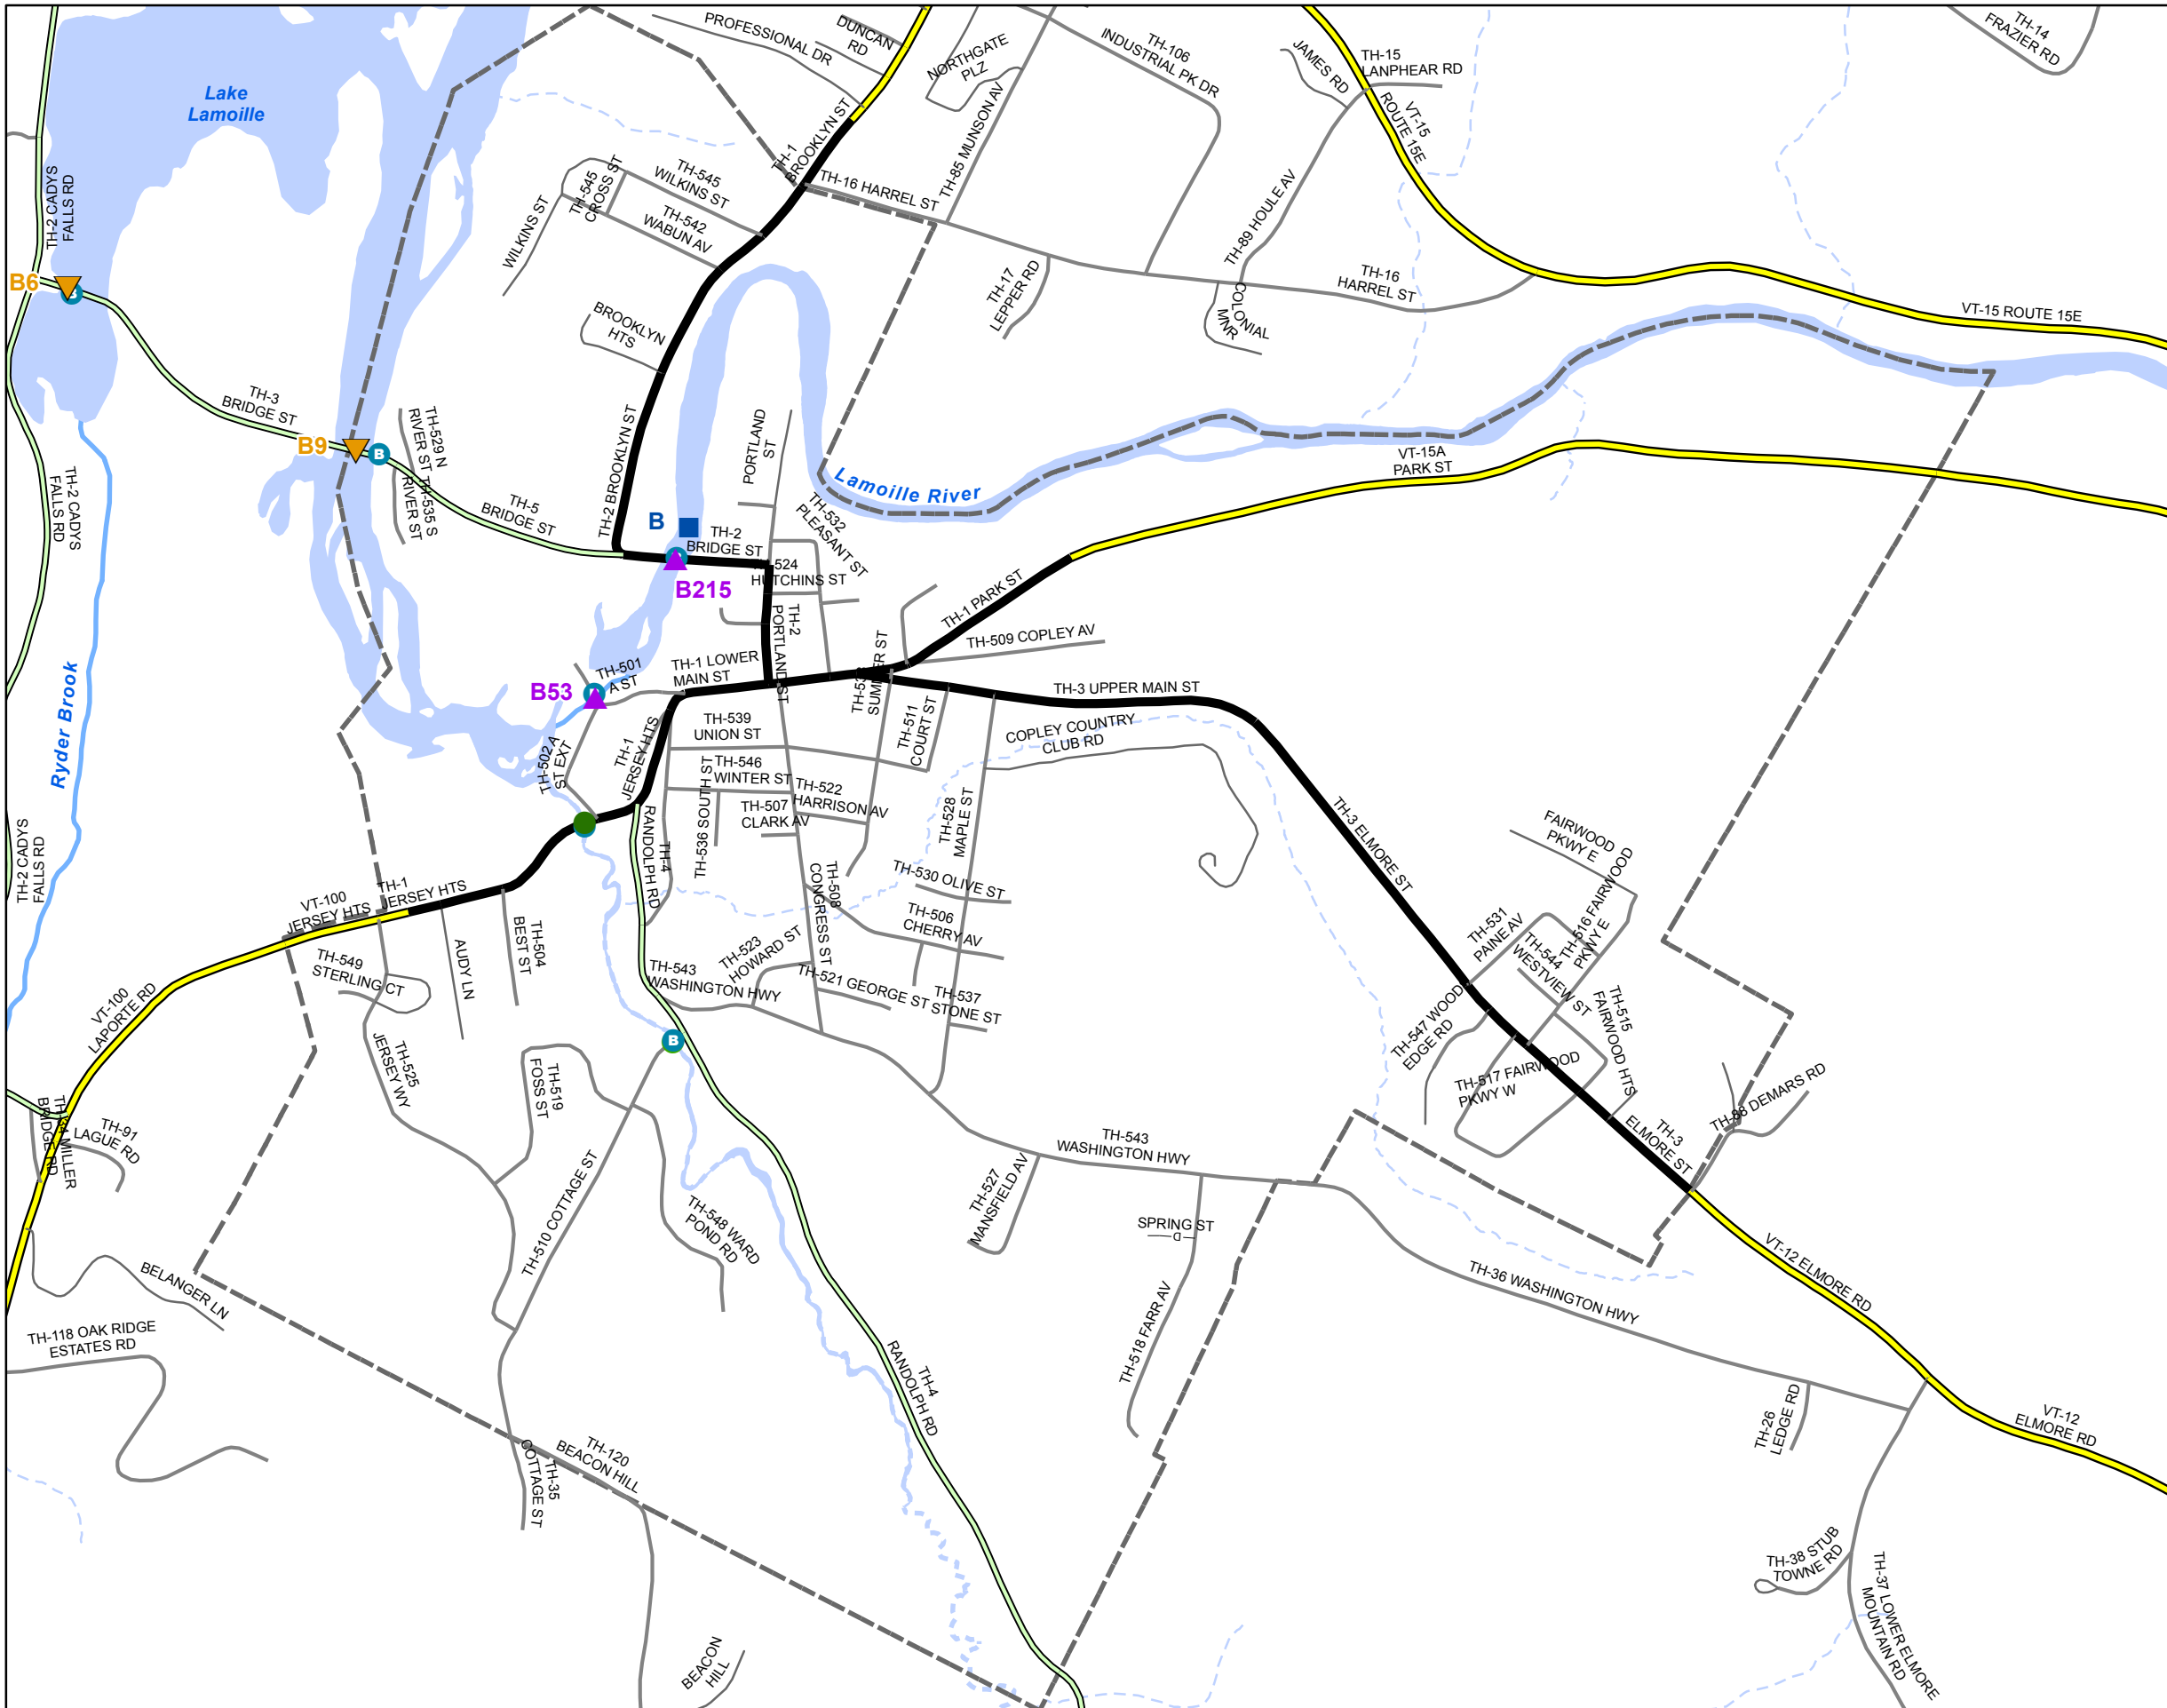 PROFESSIONAL DR
DUNCAN
RD
NORTHGATE
PLZ
TH-106
INDUSTRIAL PK DR
JAMES RD
TH-15
LANPHEAR RD
TH-14
FRAZIER RD
Lake
Lamoille
VT-15
ROUTE 15E
TH-1
BROOKLYN ST
TH-85 MUNSON AV
TH-16 HARREL ST
TH-545
WILKINS ST
TH-545
CROSS ST
WILKINS ST
TH-542
WABUN AV
TH-89 HOULE AV
TH-2 CADYS
FALLS RD
B6
B
TH-17
LEPPER RD
TH-16
HARREL ST
COLONIAL
MNR
VT-15 ROUTE 15E
BROOKLYN
HTS
TH-3
BRIDGE ST
B9
B
TH-529 N
RIVER ST
TH-535 S
RIVER ST
TH-2 BROOKLYN ST
PORTLAND
ST
Lamoille River
VT-15A
PARK ST
TH-2 CADYS
FALLS RD
TH-5
BRIDGE ST
B
TH-2
BRIDGE ST
TH-532
PLEASANT ST
B215
524
HUTCHINS ST
TH-2
PORTLAND ST
TH-1 PARK ST
TH-509 COPLEY AV
Ryder Brook
B53
TH-501
A ST
TH-1 LOWER
MAIN ST
SUMMER ST
TH-3 UPPER MAIN ST
TH-511
COURT ST
COPLEY COUNTRY
CLUB RD
TH-539
UNION ST
TH-1
JERSEY HTS
TH-502 A
ST EXT
TH-546
WINTER ST
TH-536 SOUTH ST
TH-522
HARRISON AV
TH-507
CLARK AV
TH-528
MAPLE ST
TH-3 ELMORE ST
TH-2 CADYS
FALLS RD
TH-4
RANDOLPH RD
TH-508
CONGRESS ST
TH-530 OLIVE ST
TH-506
CHERRY AV
FAIRWOOD
PKWY E
TH-516 FAIRWOOD
PKWY E
TH-531
PAINE AV
TH-544
WESTVIEW ST
TH-515
FAIRWOOD HTS
VT-100
JERSEY HTS
TH-1
JERSEY HTS
TH-504
BEST ST
AUDY LN
TH-549
STERLING CT
TH-523
HOWARD ST
TH-543
WASHINGTON HWY
TH-521 GEORGE ST
TH-537
STONE ST
TH-547 WOOD
EDGE RD
VT-100
LAPORTE RD
B
TH-525
JERSEY WY
TH-519
FOSS ST
TH-517 FAIRWOOD
PKWY W
TH-88 DEMARS RD
TH-3
ELMORE ST
MILLER
BRIDGE RD
TH-91
LAGUE RD
TH-543
WASHINGTON HWY
TH-527
MANSFIELD AV
TH-510 COTTAGE ST
TH-548 WARD
POND RD
SPRING ST
BELANGER LN
VT-12 ELMORE RD
TH-36 WASHINGTON HWY
TH-118 OAK RIDGE
ESTATES RD
TH-518 FARR AV
TH-4
RANDOLPH RD
TH-26
LEDGE RD
VT-12
ELMORE RD
TH-120
BEACON HILL
TH-35
COTTAGE ST
TH-38 STUB
TOWNE RD
TH-37 LOWER ELMORE
MOUNTAIN RD
BEACON
HILL